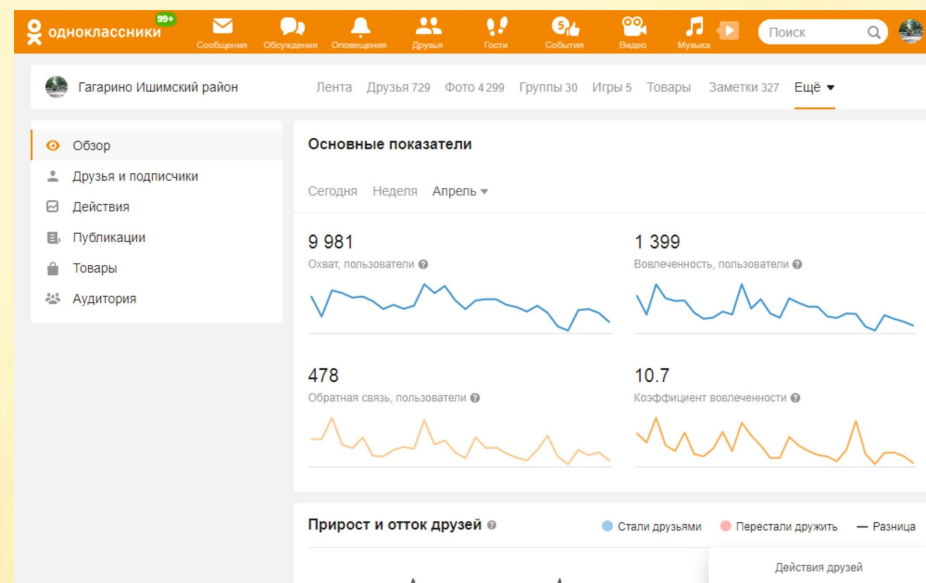 одноклассники 99+
Сообщения Обсуждения Оповещения Друзья Гости События 5 Видео Музыка Поиск
Гагарино Ишимский район
Лента Друзья 729 Фото 4 299 Группы 30 Игры 5 Товары Заметки 327 Ещё
Обзор
Друзья и подписчики
Действия
Публикации
Товары
Аудитория
Основные показатели
Сегодня Неделя Апрель
9 981
Охват, пользователи
1 399
Вовлеченность, пользователи
478
Обратная связь, пользователи
10.7
Коэффициент вовлеченности
Прирост и отток друзей
Стали друзьями Перестали дружить Разница
Действия друзей